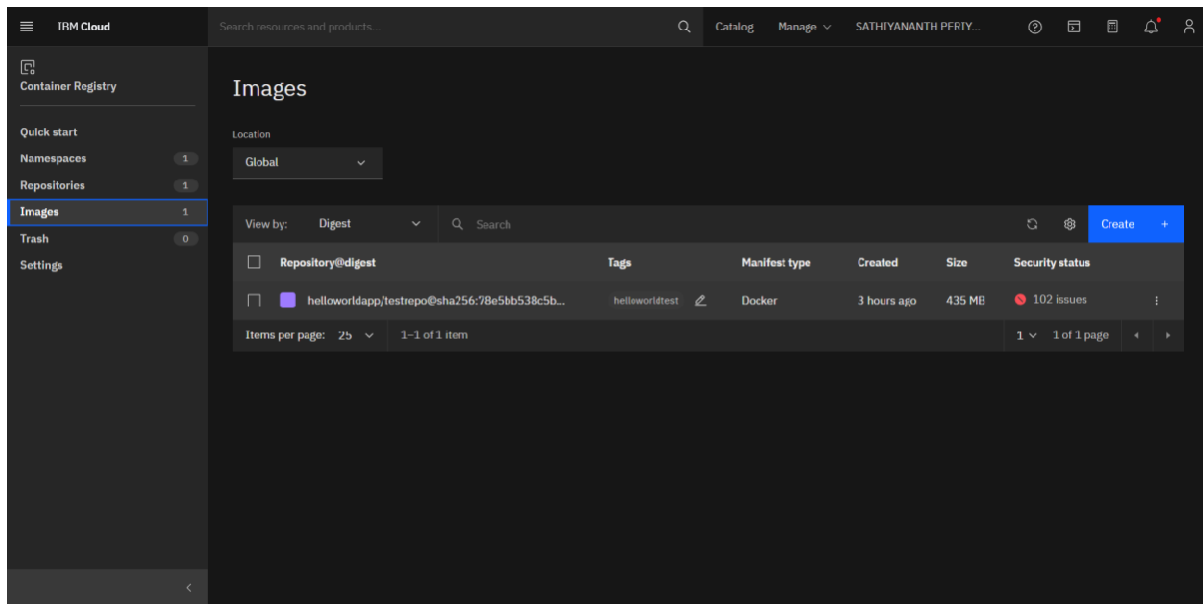 IBM Cloud
Search resources and products...
Catalog
Manage
SATHIYANANTH PERIY...
Container Registry
Quick start
Namespaces 1
Repositories 1
Images 1
Trash 0
Settings
Images
Location
Global
View by: Digest
Search
Create +
Repository@digest Tags Manifest type Created Size Security status
helloworldapp/testrepo@sha256:78e5bb538c5b... helloworldtest Docker 3 hours ago 435 MB 102 issues
Items per page: 25 1–1 of 1 item 1 1 of 1 page